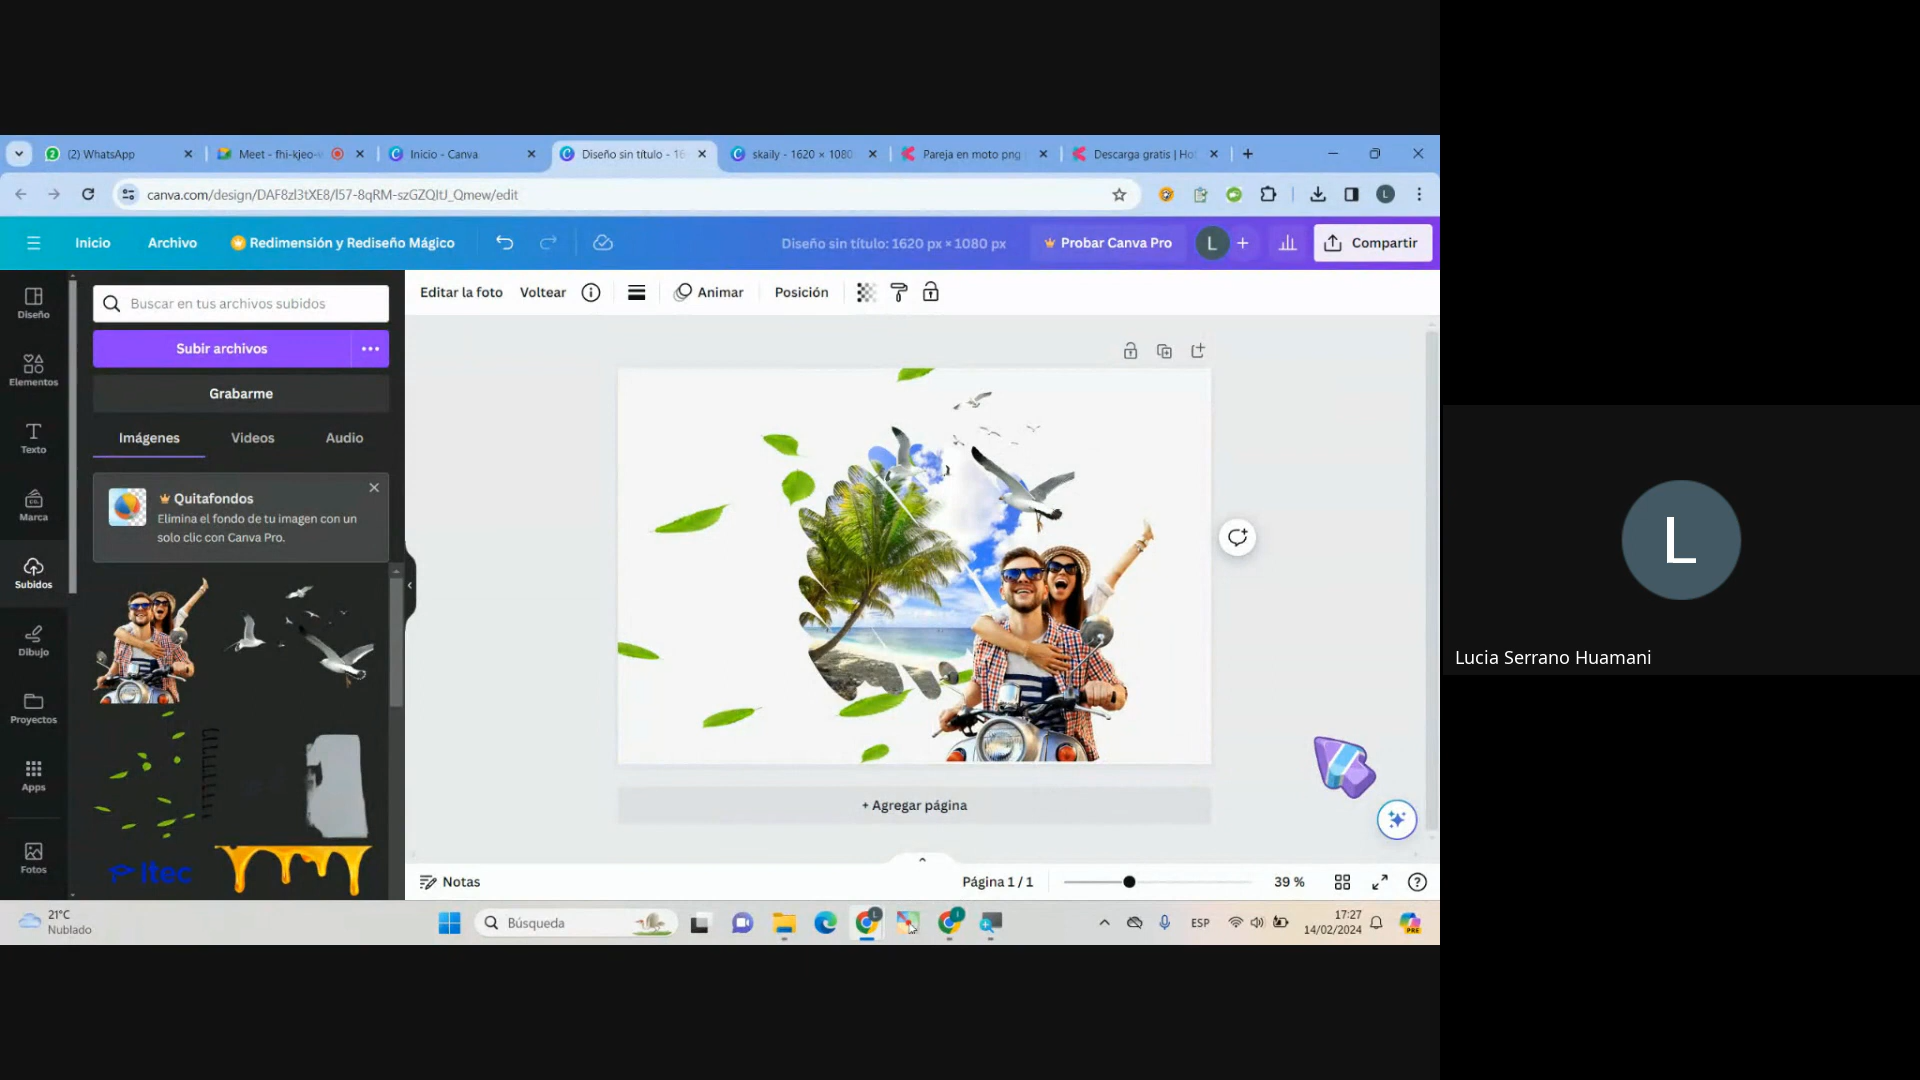 (2) WhatsApp
Meet - fhi-kjeo-
Inicio - Canva
Diseño sin título - 16
skaily - 1620 × 1080
Pareja en moto png
Descarga gratis | Ho
canva.com/design/DAF8zI3tXE8/l57-8qRM-szGZQItJ_Qmew/edit
Inicio
Archivo
Redimensión y Rediseño Mágico
Diseño sin título: 1620 px × 1080 px
Probar Canva Pro
L
Compartir
Diseño
Elementos
Texto
Marca
Subidos
Dibujo
Proyectos
Apps
Fotos
Buscar en tus archivos subidos
Subir archivos
Grabarme
Imágenes
Videos
Audio
Quitafondos
Elimina el fondo de tu imagen con un
solo clic con Canva Pro.
itec
Editar la foto
Voltear
Animar
Posición
+ Agregar página
Notas
Página 1 / 1
39 %
21°C
Nublado
Búsqueda
ESP
17:27
14/02/2024
PRE
L
Lucia Serrano Huamani